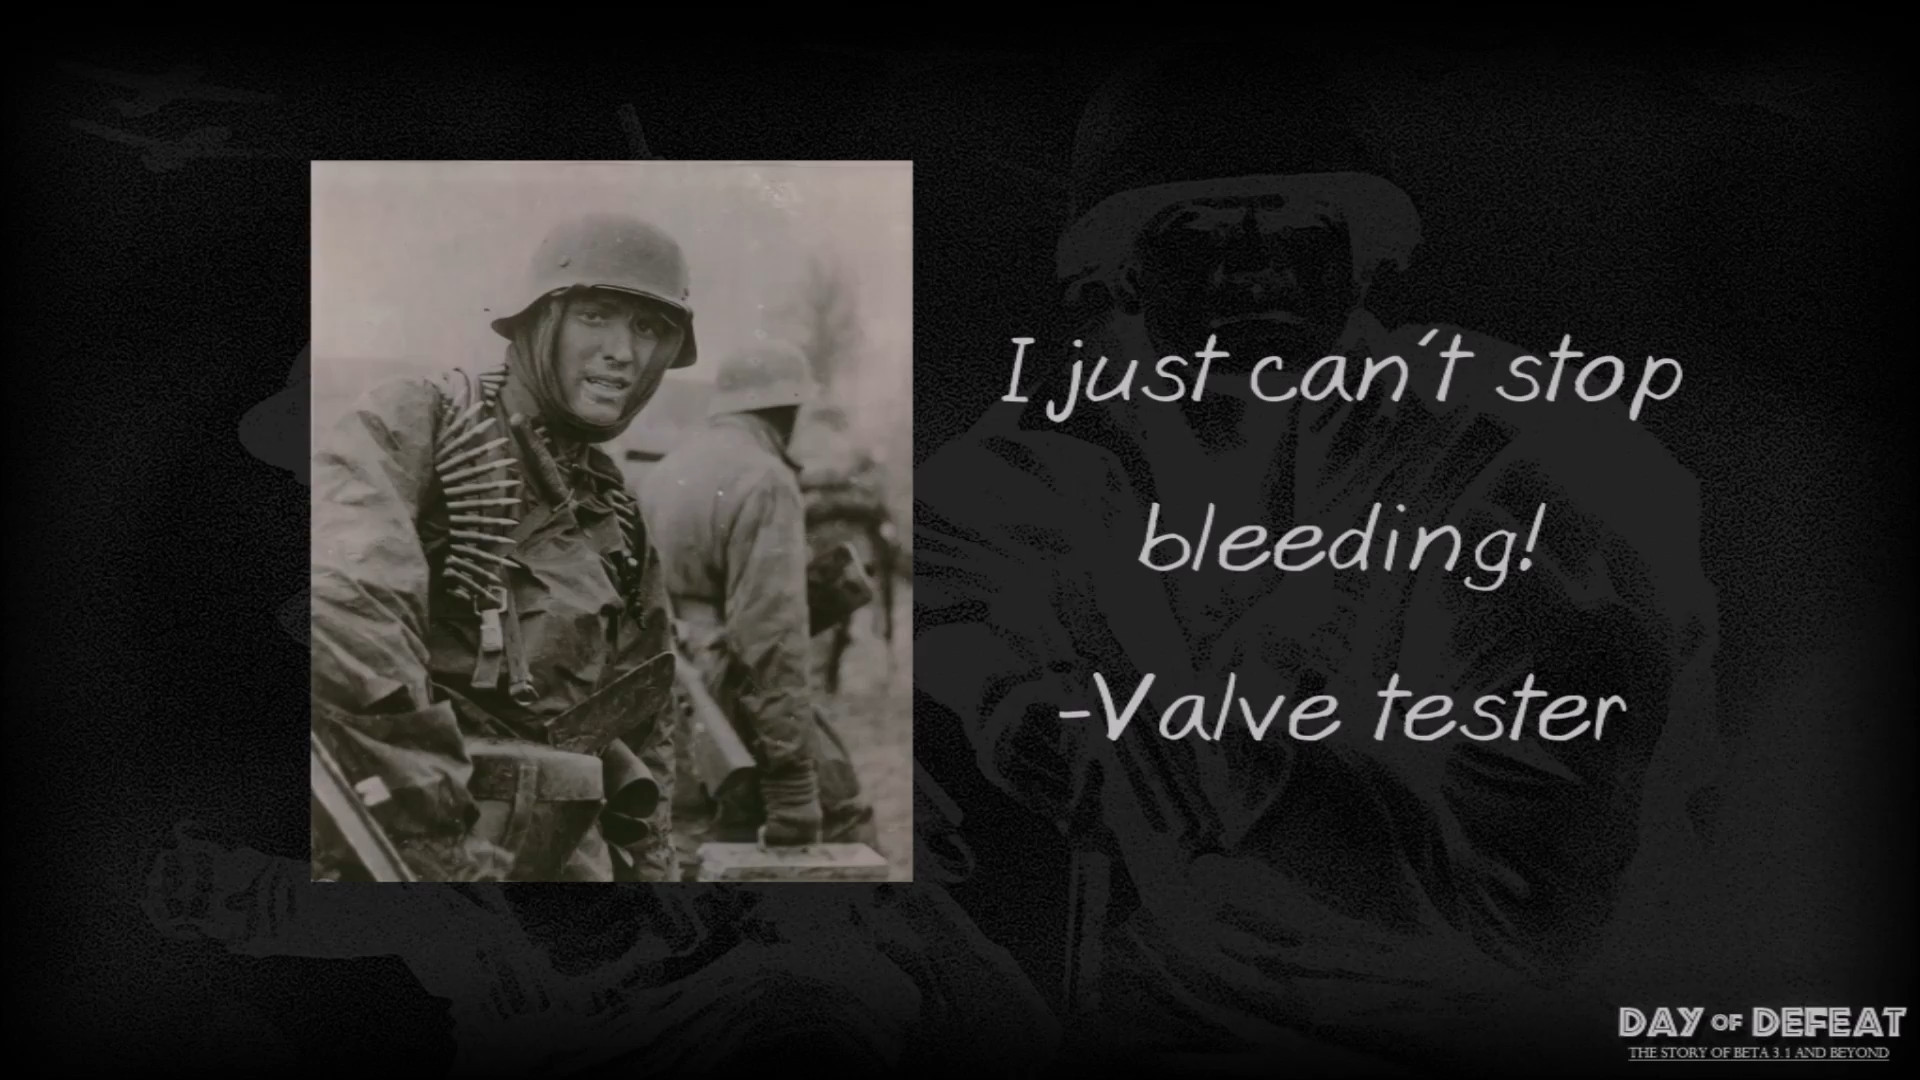 I just can't stop
bleeding!
-Valve tester
DAY OF DEFEAT
THE STORY OF BETA 3.1 AND BEYOND